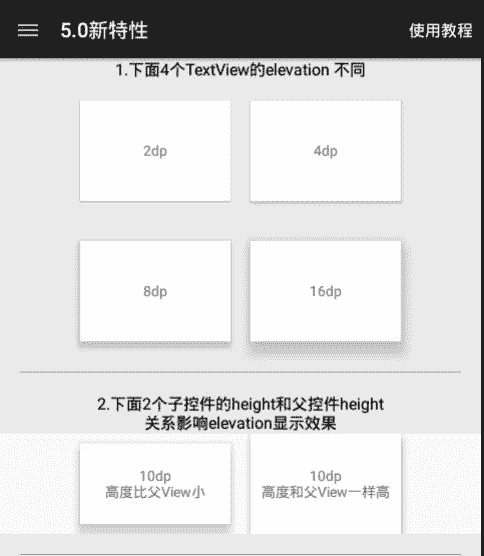 5.0新特性
使用教程
1.下面4个TextView的elevation 不同
2dp
4dp
8dp
16dp
2.下面2个子控件的height和父控件height
关系影响elevation显示效果
10dp
高度比父View小
10dp
高度和父View一样高